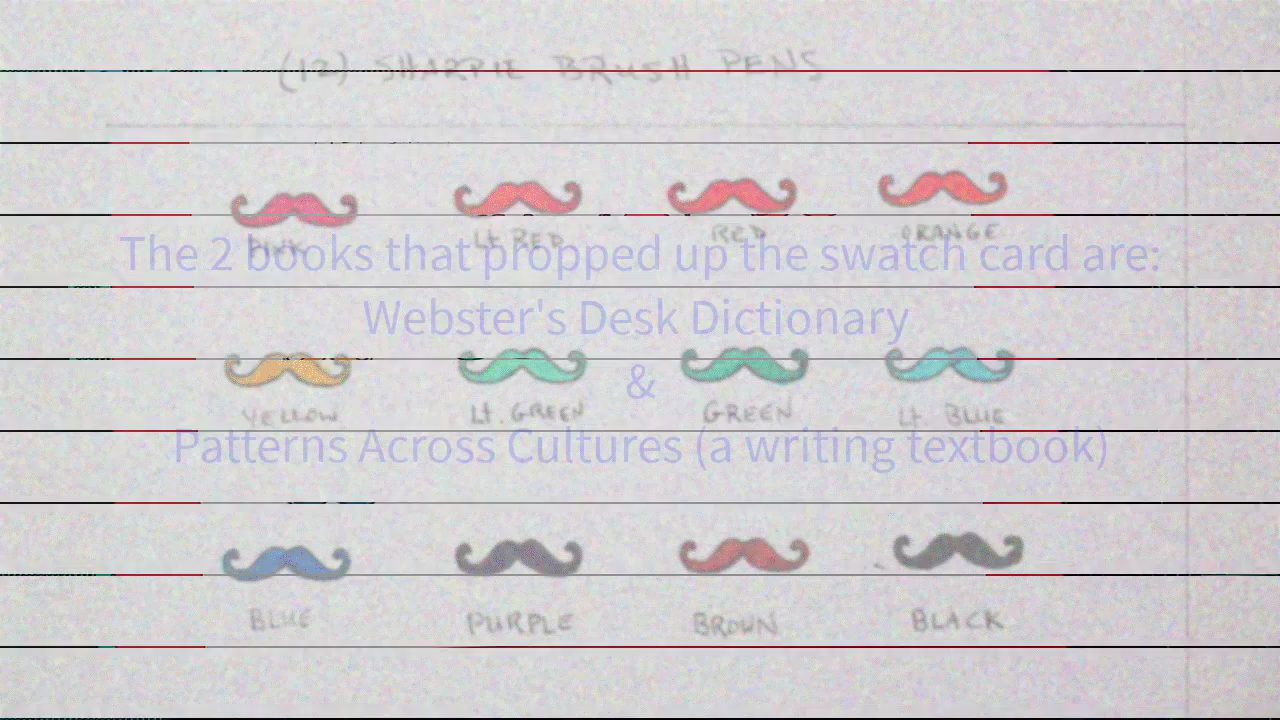 (12) SHARPIE BRUSH PENS
PINK LT RED RED ORANGE
The 2 books that propped up the swatch card are:
Webster's Desk Dictionary
&
YELLOW Lt. GREEN GREEN Lt. BLUE
Patterns Across Cultures (a writing textbook)
BLUE PURPLE BROWN BLACK